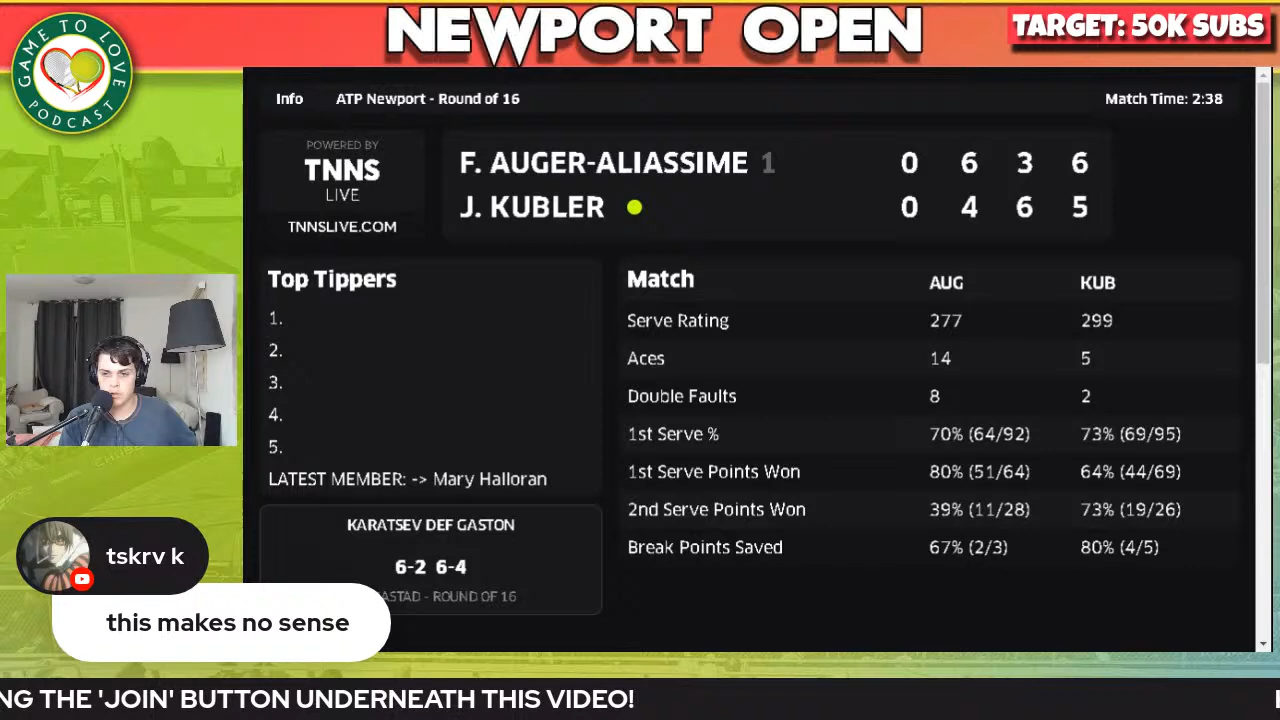 GAME TO LOVE
PODCAST
NEWPORT OPEN
TARGET: 50K SUBS
Info ATP Newport - Round of 16 Match Time: 2:38
POWERED BY
TNNS
LIVE
TNNSLIVE.COM
F. AUGER-ALIASSIME 1 0 6 3 6
J. KUBLER 0 4 6 5
Top Tippers
1.
2.
3.
4.
5.
LATEST MEMBER: -> Mary Halloran
KARATSEV DEF GASTON
6-2 6-4
ASTAD - ROUND OF 16
Match AUG KUB
Serve Rating 277 299
Aces 14 5
Double Faults 8 2
1st Serve % 70% (64/92) 73% (69/95)
1st Serve Points Won 80% (51/64) 64% (44/69)
2nd Serve Points Won 39% (11/28) 73% (19/26)
Break Points Saved 67% (2/3) 80% (4/5)
tskrv k
this makes no sense
NG THE 'JOIN' BUTTON UNDERNEATH THIS VIDEO!